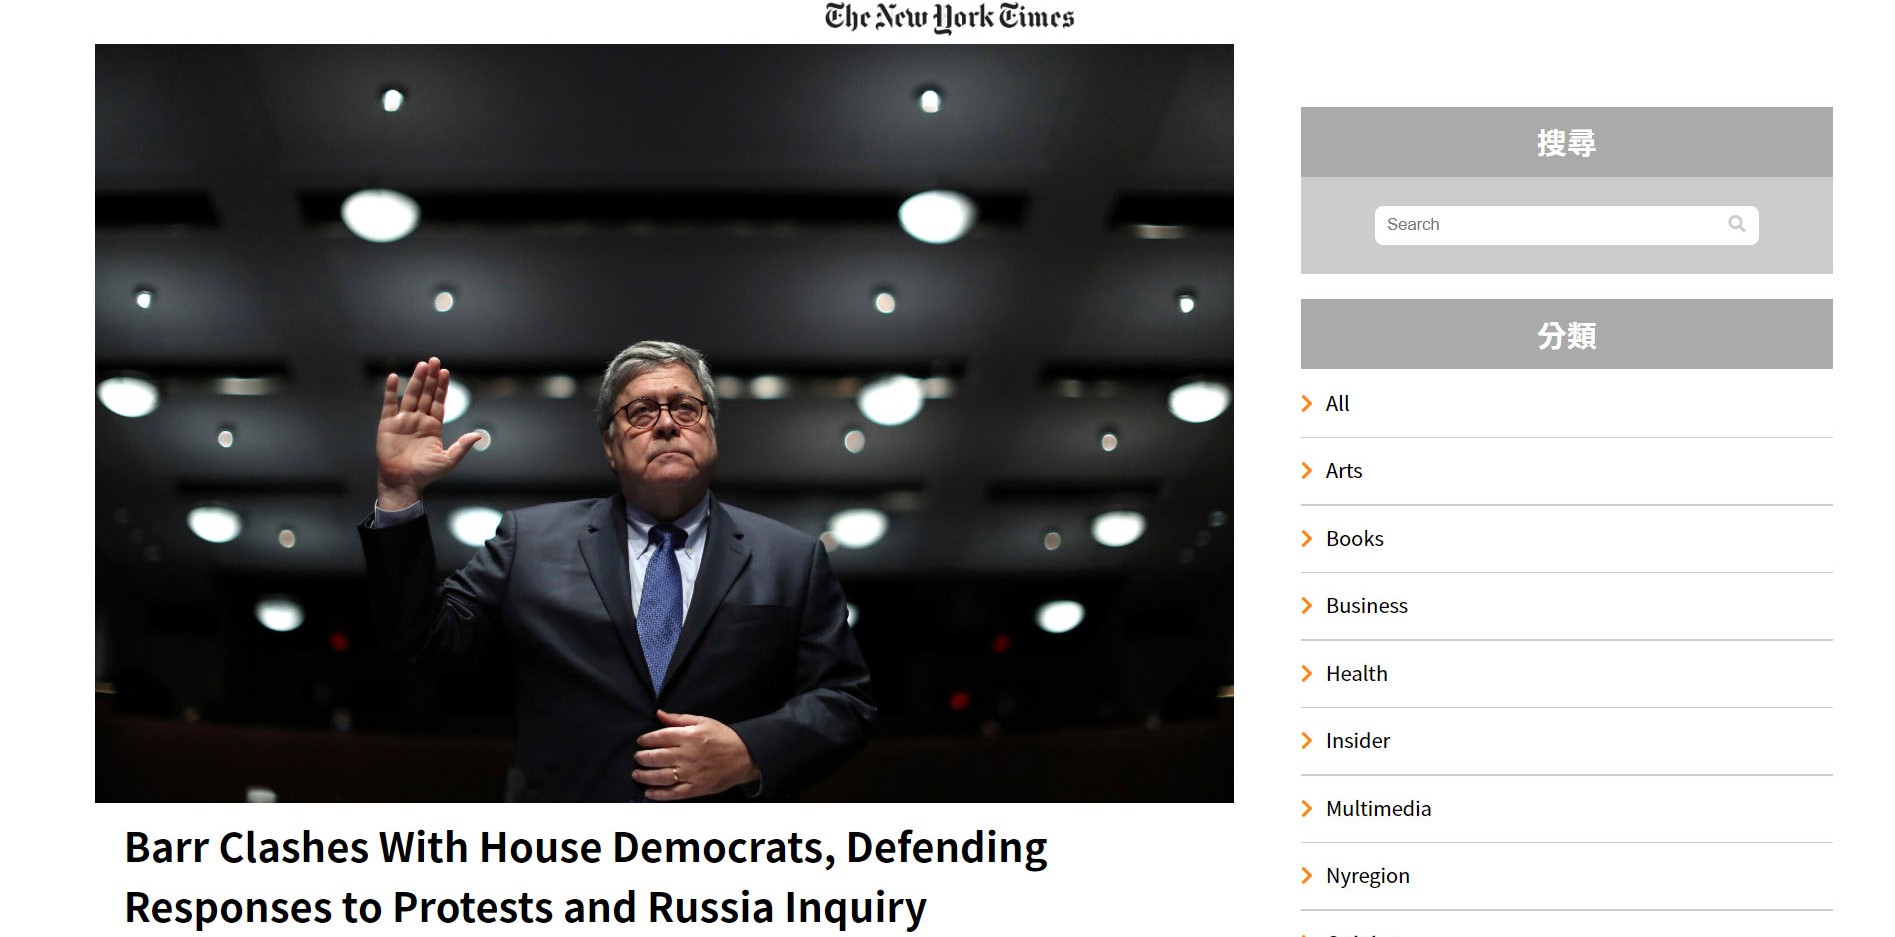 The New York Times
搜尋
Search
分類
All
Arts
Books
Business
Health
Insider
Multimedia
Nyregion
Barr Clashes With House Democrats, Defending
Responses to Protests and Russia Inquiry